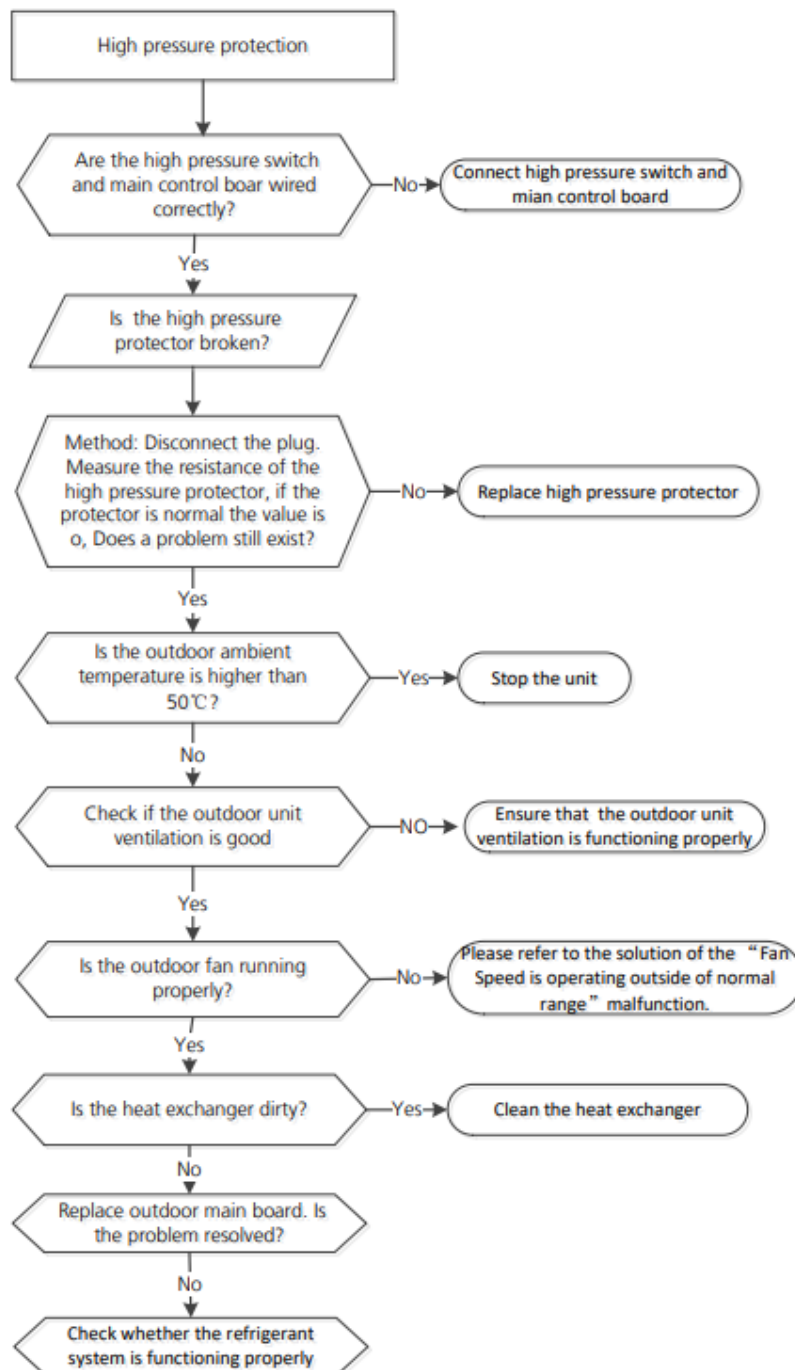 High pressure protection
Are the high pressure switch
and main control boar wired
correctly?
No
Connect high pressure switch and
mian control board
Yes
Is the high pressure
protector broken?
Method: Disconnect the plug.
Measure the resistance of the
high pressure protector, if the
protector is normal the value is
o, Does a problem still exist?
No
Replace high pressure protector
Yes
Is the outdoor ambient
temperature is higher than
50℃?
Yes
Stop the unit
No
Check if the outdoor unit
ventilation is good
NO
Ensure that the outdoor unit
ventilation is functioning properly
Yes
Is the outdoor fan running
properly?
No
Please refer to the solution of the “Fan
Speed is operating outside of normal
range” malfunction.
Yes
Is the heat exchanger dirty?
Yes
Clean the heat exchanger
No
Replace outdoor main board. Is
the problem resolved?
No
Check whether the refrigerant
system is functioning properly